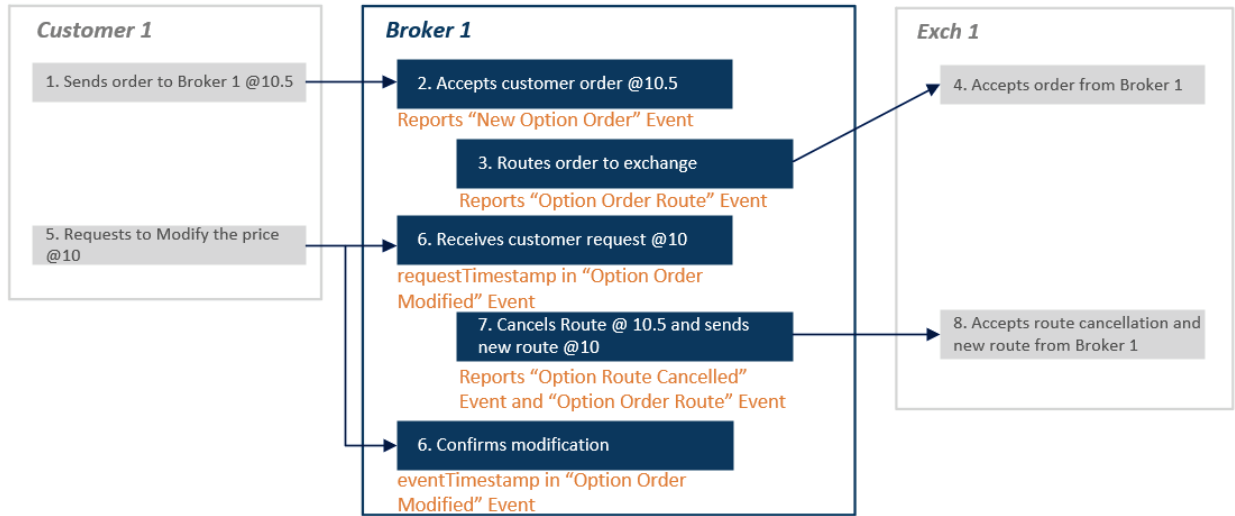 Customer 1
1. Sends order to Broker 1 @10.5
5. Requests to Modify the price
@10
Broker 1
2. Accepts customer order @10.5
Reports “New Option Order” Event
3. Routes order to exchange
Reports “Option Order Route” Event
6. Receives customer request @10
requestTimestamp in “Option Order
Modified” Event
7. Cancels Route @ 10.5 and sends
new route @10
Reports “Option Route Cancelled”
Event and “Option Order Route” Event
6. Confirms modification
eventTimestamp in “Option Order
Modified” Event
Exch 1
4. Accepts order from Broker 1
8. Accepts route cancellation and
new route from Broker 1